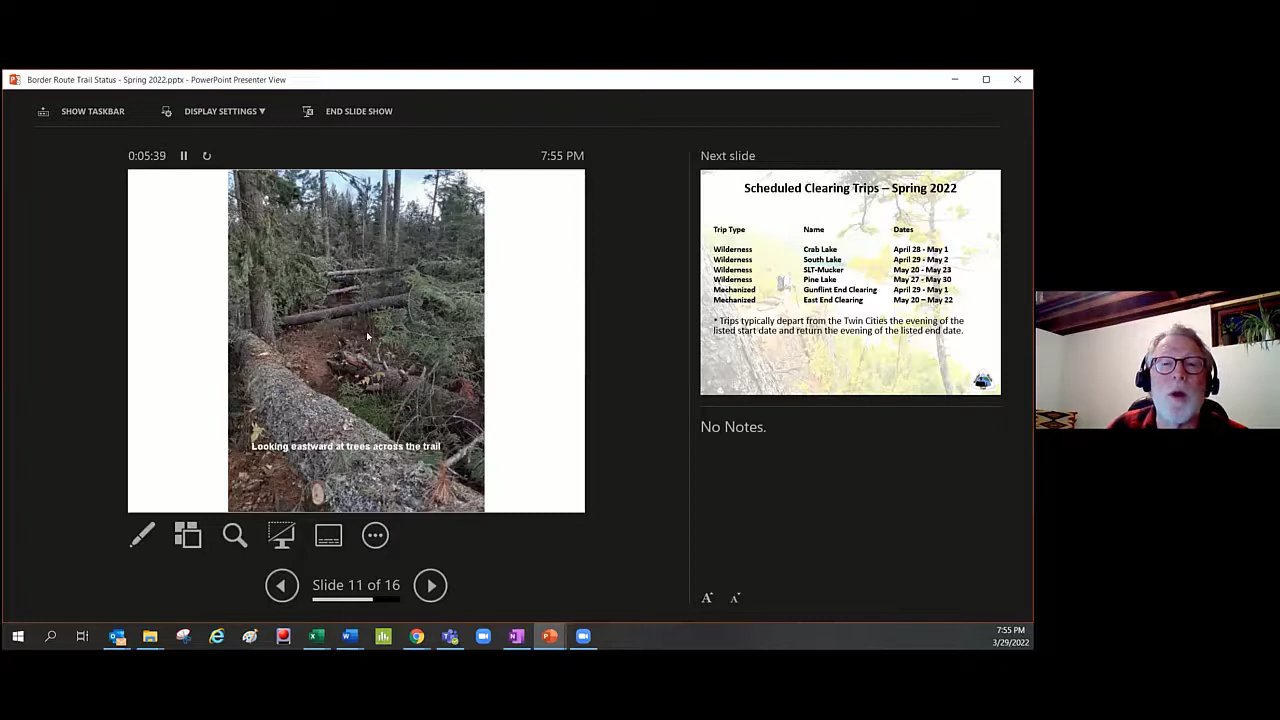 Border Route Trail Status - Spring 2022.pptx - PowerPoint Presenter View
SHOW TASKBAR
DISPLAY SETTINGS ▼
END SLIDE SHOW
0:05:39
7:55 PM
Looking eastward at trees across the trail
Slide 11 of 16
Next slide
Scheduled Clearing Trips – Spring 2022
Trip Type Name Dates
Wilderness Crab Lake April 28 - May 1
Wilderness South Lake April 29 - May 2
Wilderness SLT-Mucker May 20 - May 23
Wilderness Pine Lake May 27 - May 30
Mechanized Gunflint End Clearing April 29 - May 1
Mechanized East End Clearing May 20 – May 22
* Trips typically depart from the Twin Cities the evening of the
listed start date and return the evening of the listed end date.
No Notes.
A A
7:55 PM
3/29/2022